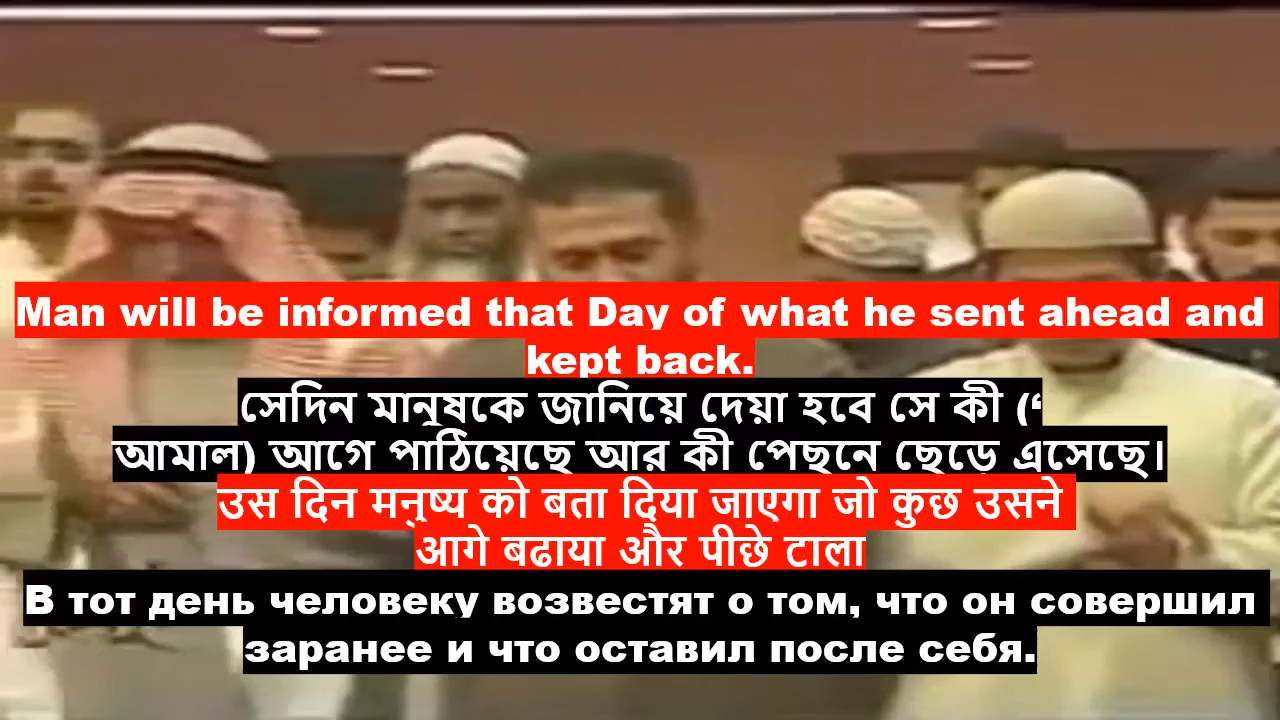 Man will be informed that Day of what he sent ahead and
kept back.
সেদিন মানুষকে জানিয়ে দেয়া হবে সে কী (‘
আমাল) আগে পাঠিয়েছে আর কী পেছনে ছেড়ে এসেছে।
उस दिन मनुष्य को बता दिया जाएगा जो कुछ उसने
आगे बढाया और पीछे टाला
В тот день человеку возвестят о том, что он совершил
заранее и что оставил после себя.